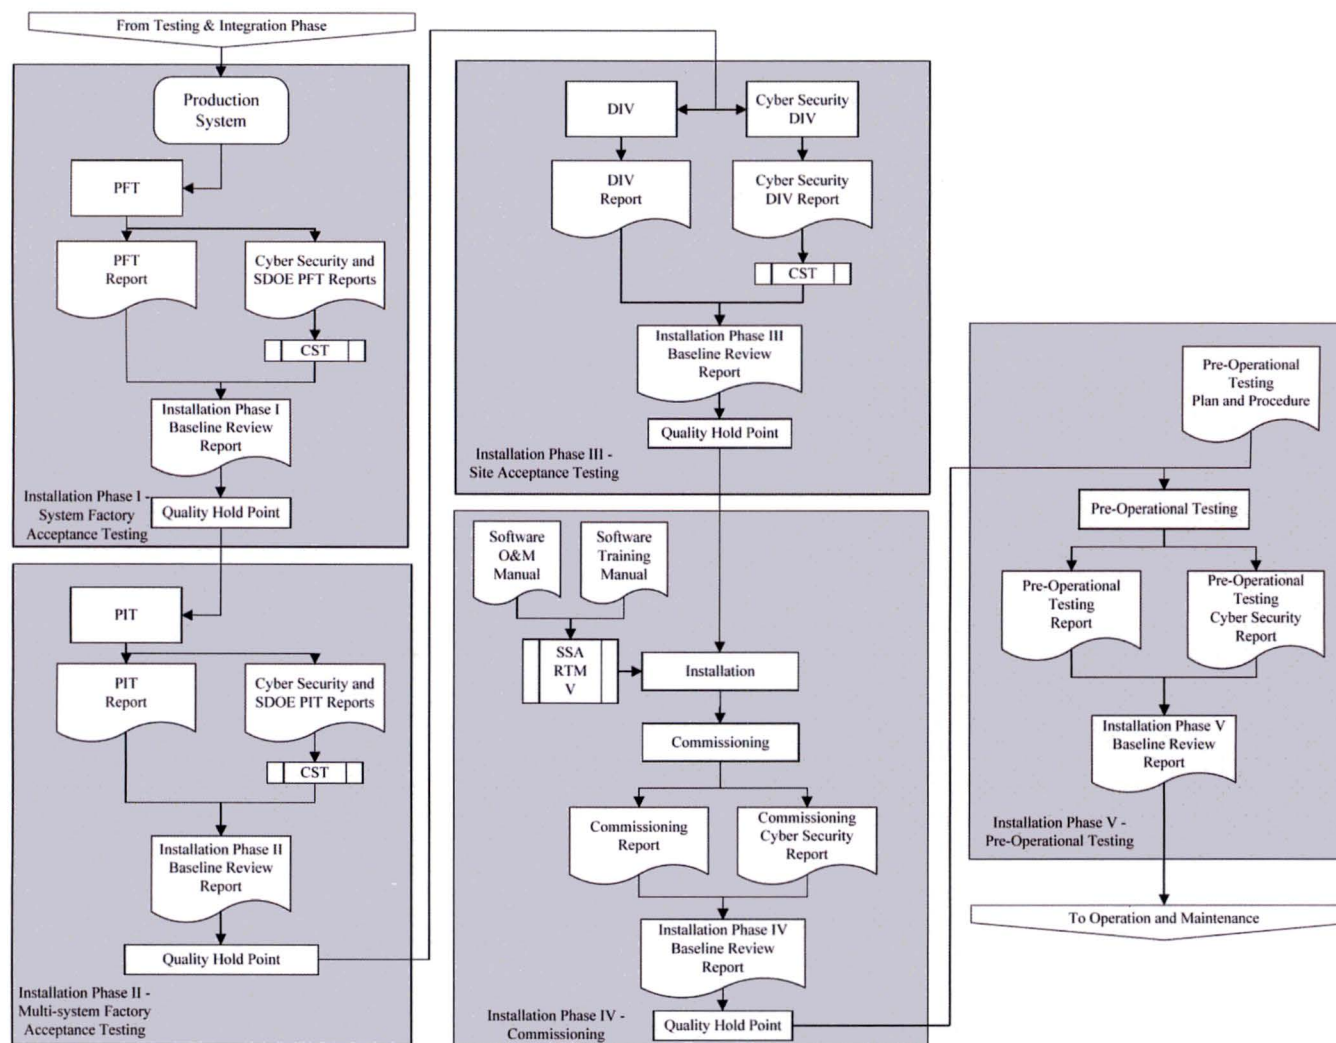 From Testing & Integration Phase
Production
System
PFT
PFT
Report
Cyber Security and
SDOE PFT Reports
CST
Installation Phase I
Baseline Review
Report
Quality Hold Point
Installation Phase I -
System Factory
Acceptance Testing
PIT
PIT
Report
Cyber Security and
SDOE PIT Reports
CST
Installation Phase II
Baseline Review
Report
Quality Hold Point
Installation Phase II -
Multi-system Factory
Acceptance Testing
DIV
Cyber Security
DIV
DIV
Report
Cyber Security
DIV Report
CST
Installation Phase III
Baseline Review
Report
Quality Hold Point
Installation Phase III -
Site Acceptance Testing
Software
O&M
Manual
Software
Training
Manual
SSA
RTM
V
Installation
Commissioning
Commissioning
Report
Commissioning
Cyber Security
Report
Installation Phase IV
Baseline Review
Report
Quality Hold Point
Installation Phase IV -
Commissioning
Pre-Operational
Testing
Plan and Procedure
Pre-Operational Testing
Pre-Operational
Testing
Report
Pre-Operational
Testing
Cyber Security
Report
Installation Phase V
Baseline Review
Report
Installation Phase V -
Pre-Operational Testing
To Operation and Maintenance